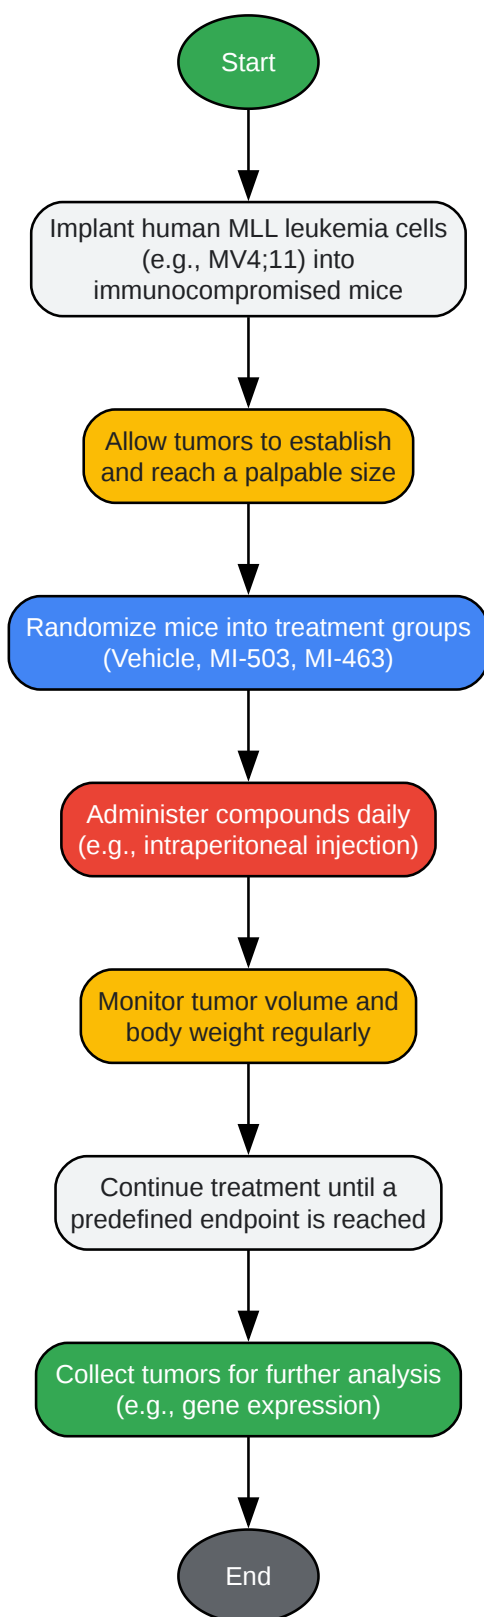 Start
Implant human MLL leukemia cells
(e.g., MV4;11) into
immunocompromised mice
Allow tumors to establish
and reach a palpable size
Randomize mice into treatment groups
(Vehicle, MI-503, MI-463)
Administer compounds daily
(e.g., intraperitoneal injection)
Monitor tumor volume and
body weight regularly
Continue treatment until a
predefined endpoint is reached
Collect tumors for further analysis
(e.g., gene expression)
End